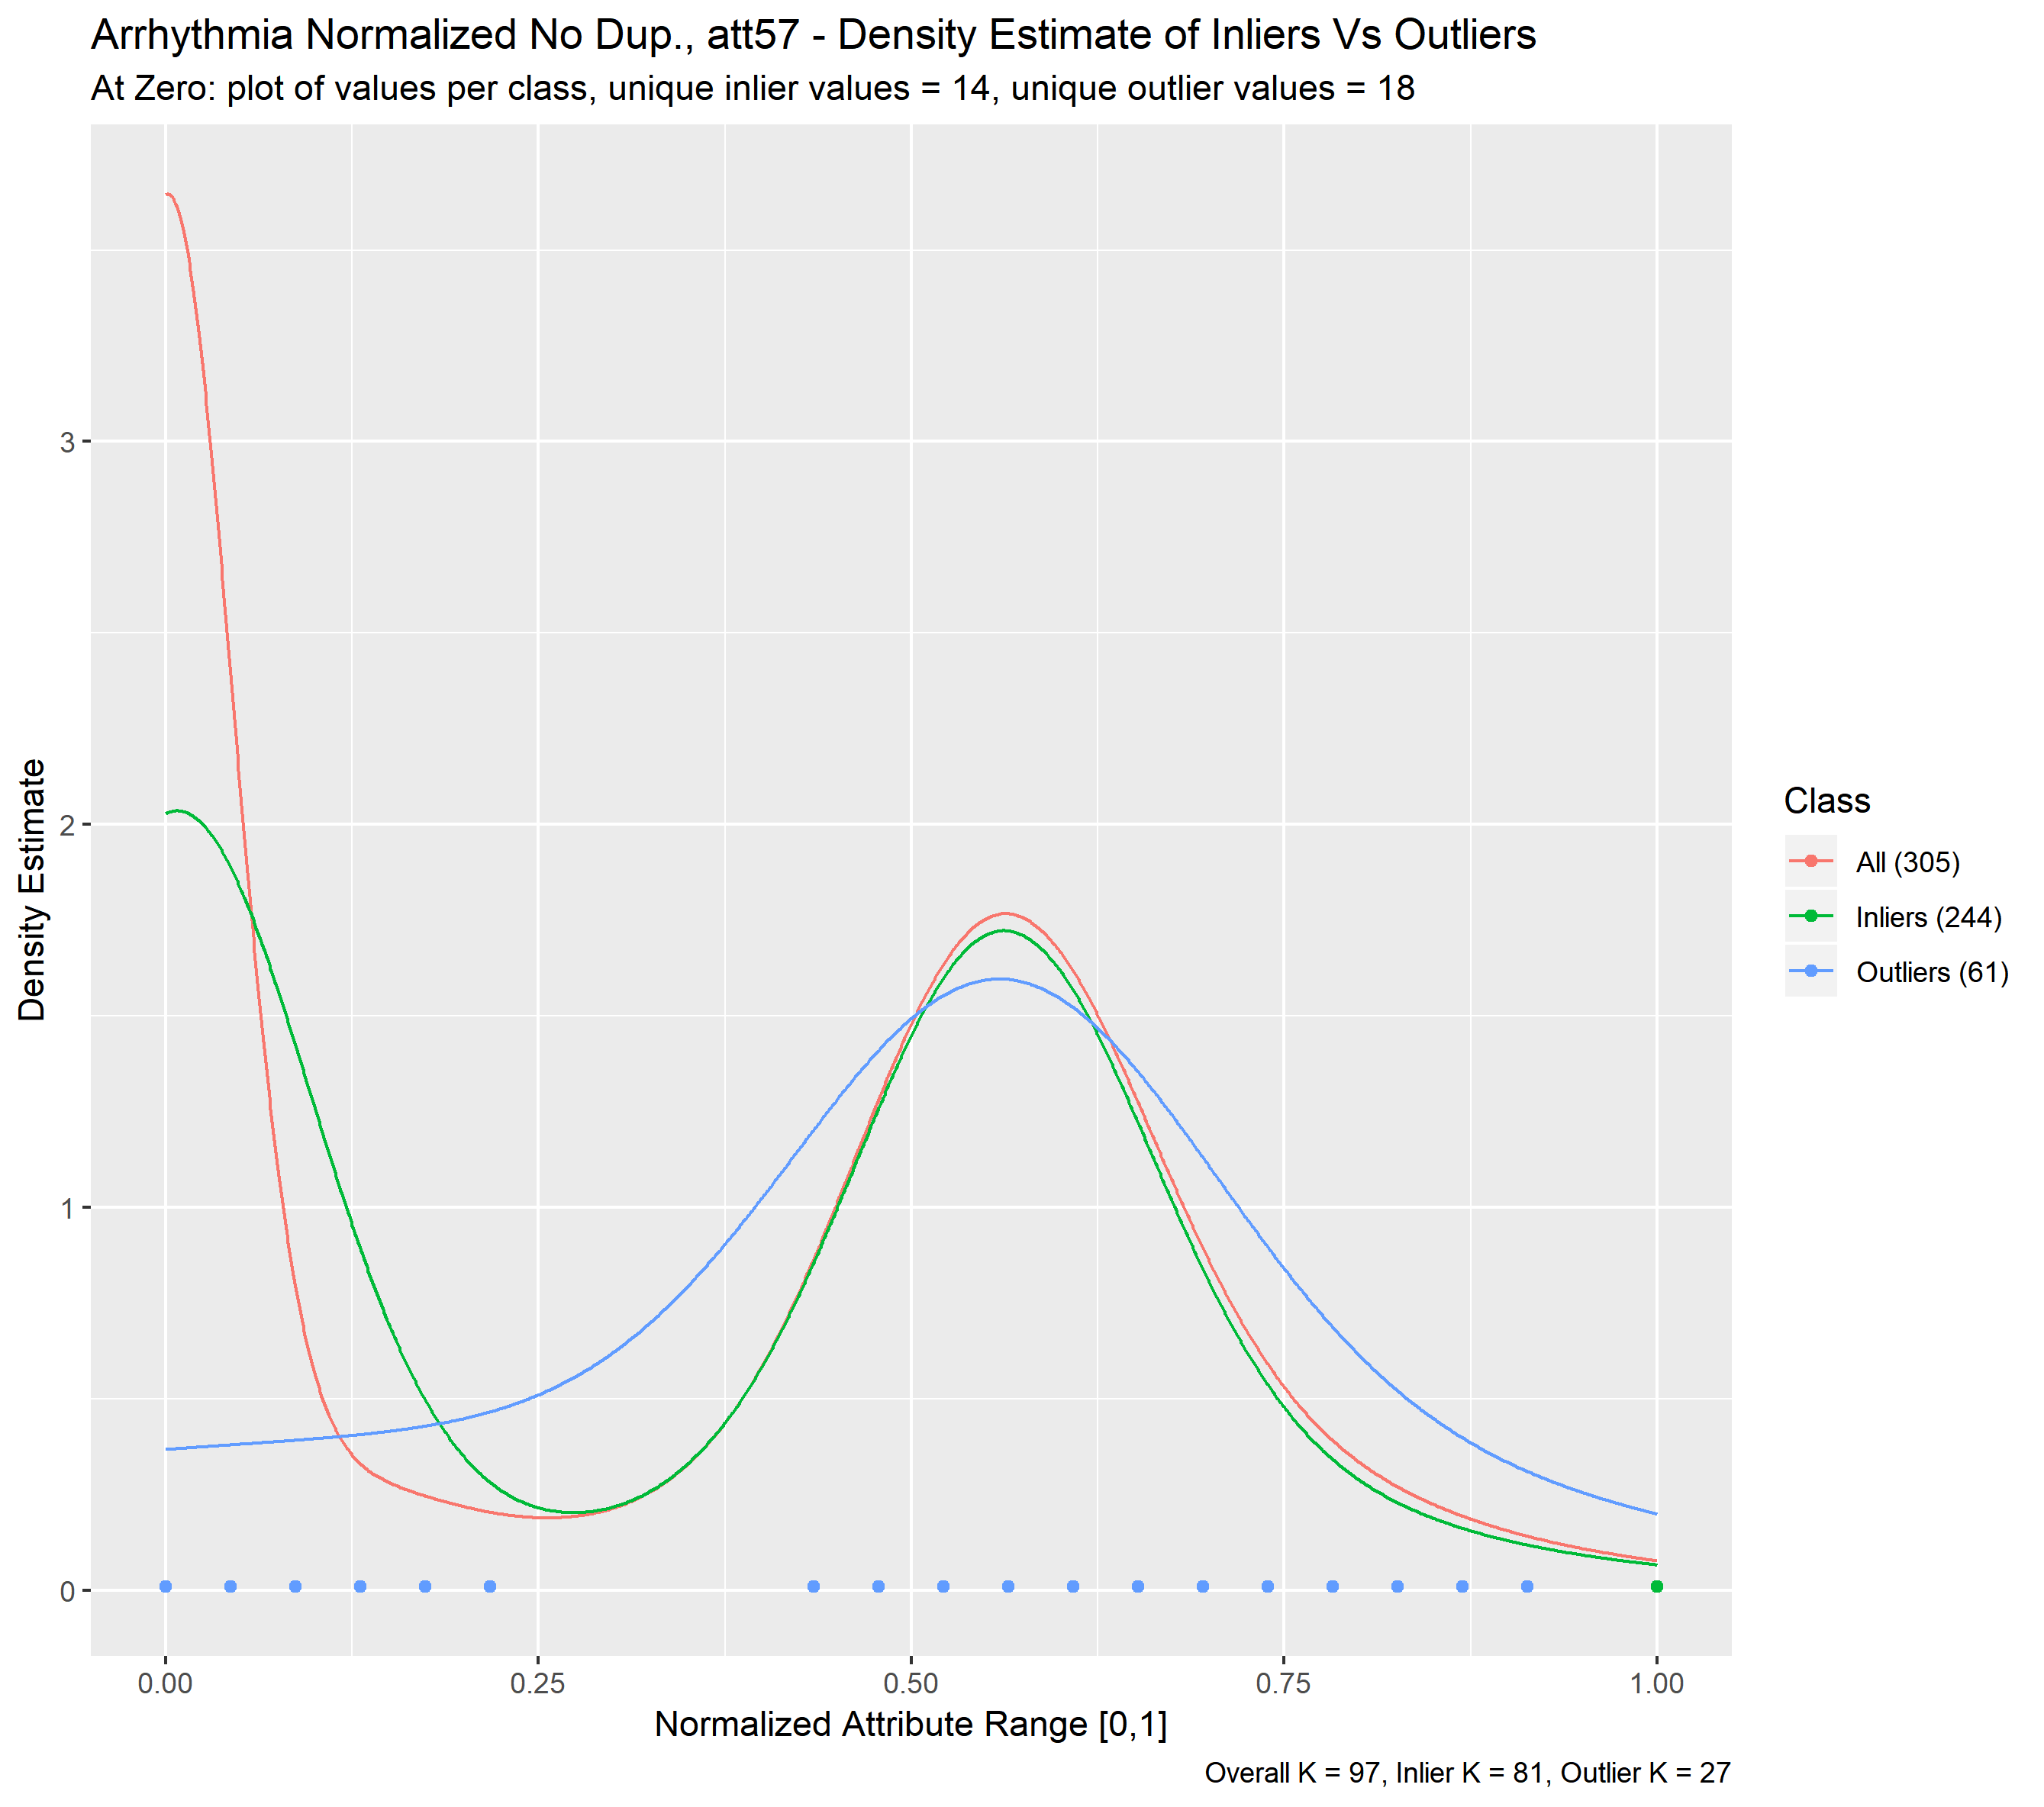 Arrhythmia Normalized No Dup., att57 - Density Estimate of Inliers Vs Outliers
At Zero: plot of values per class, unique inlier values = 14, unique outlier values = 18
Density Estimate
3
2
1
0
0.00
0.25
0.50
0.75
1.00
Normalized Attribute Range [0,1]
Class
All (305)
Inliers (244)
Outliers (61)
Overall K = 97, Inlier K = 81, Outlier K = 27